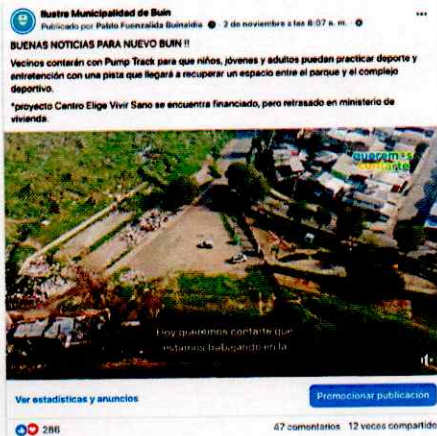 Ilustre Municipalidad de Buin
Publicado por Pablo Fuenzalida Buinsidia · 2 de noviembre a las 8:07 a. m. ·
BUENAS NOTICIAS PARA NUEVO BUIN !!
Vecinos contarán con Pump Track para que niños, jóvenes y adultos puedan practicar deporte y
entretención con una pista que llegará a recuperar un espacio entre el parque y el complejo
deportivo.
*proyecto Centro Elige Vivir Sano se encuentra financiado, pero retrasado en ministerio de
vivienda.
queremos
contarte
Hoy queremos contarte que
estamos trabajando en la
Ver estadísticas y anuncios
Promocionar publicación
286
47 comentarios 12 veces compartido